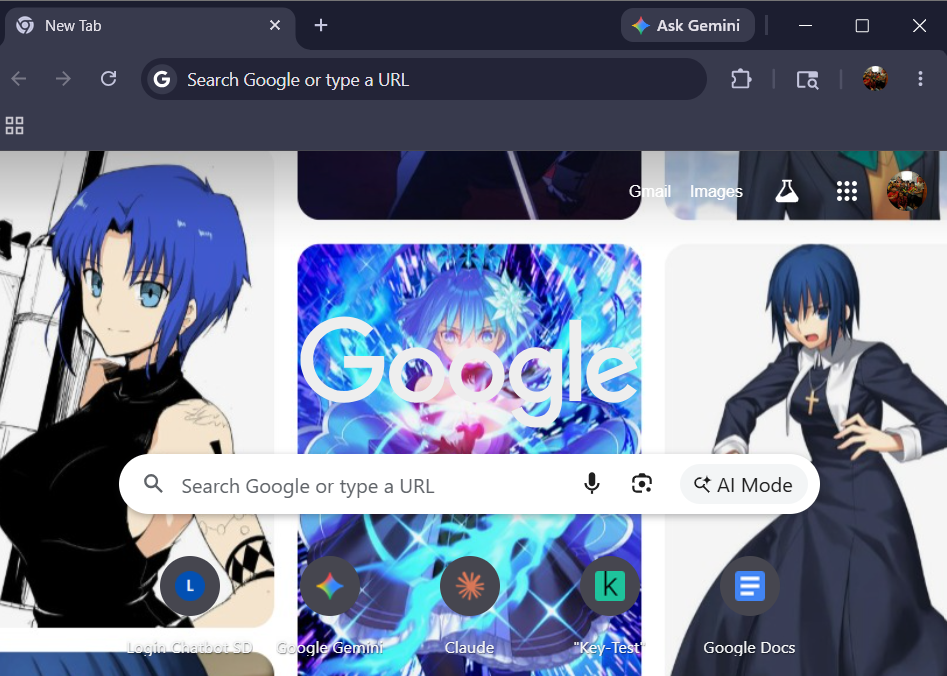 New Tab
Ask Gemini
Search Google or type a URL
Gmail Images
Google
Search Google or type a URL
AI Mode
L
k
Login Chatbot SD
Google Gemini
Claude
"Key-Test"
Google Docs